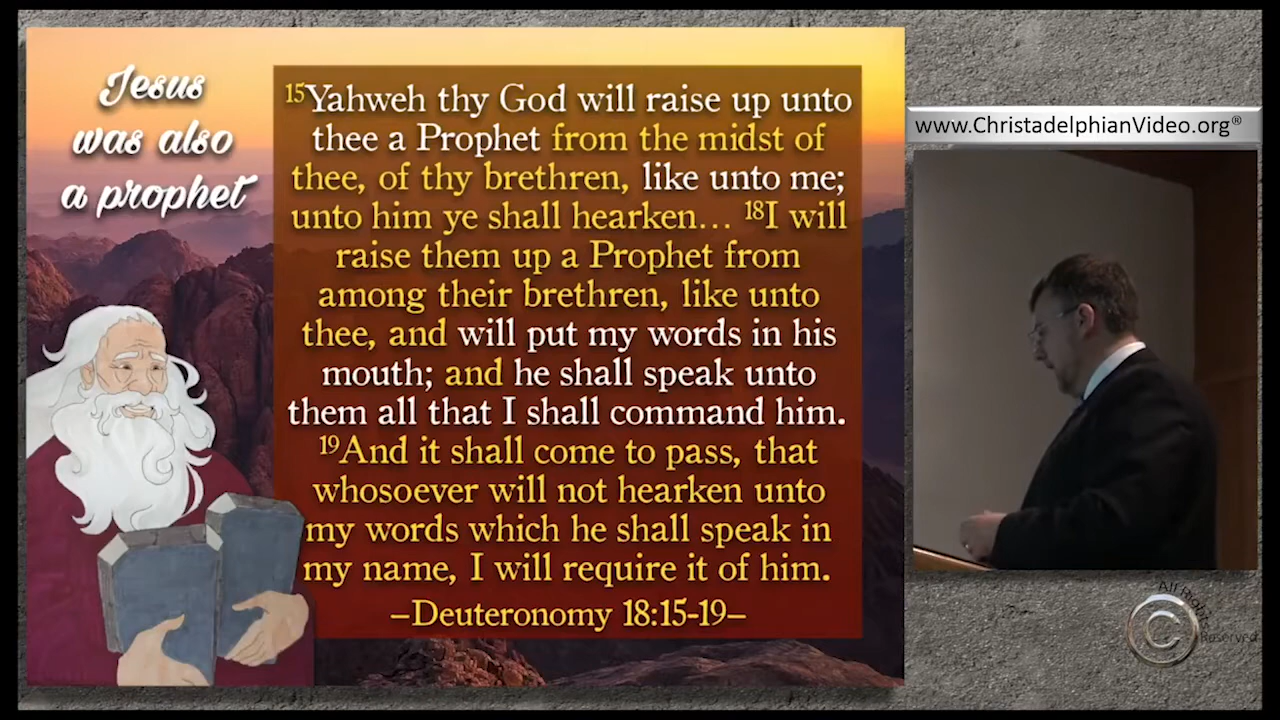 Jesus
was also
a prophet
15Yahweh thy God will raise up unto
thee a Prophet from the midst of
thee, of thy brethren, like unto me;
unto him ye shall hearken... 18I will
raise them up a Prophet from
among their brethren, like unto
thee, and will put my words in his
mouth; and he shall speak unto
them all that I shall command him.
19And it shall come to pass, that
whosoever will not hearken unto
my words which he shall speak in
my name, I will require it of him.
–Deuteronomy 18:15-19–
www.ChristadelphianVideo.org®
All Rights
©
Reserved